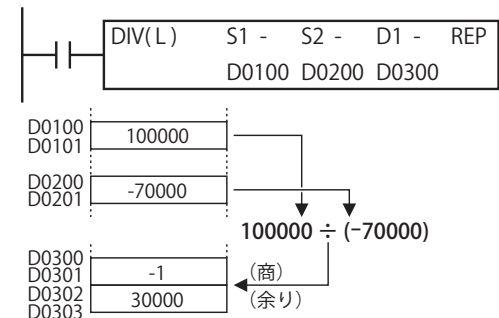 DIV(L) S1 - S2 - D1 - REP
D0100 D0200 D0300
D0100
D0101
100000
D0200
D0201
-70000
100000 ÷ (-70000)
D0300
D0301
-1
(商)
D0302
D0303
30000
(余り)